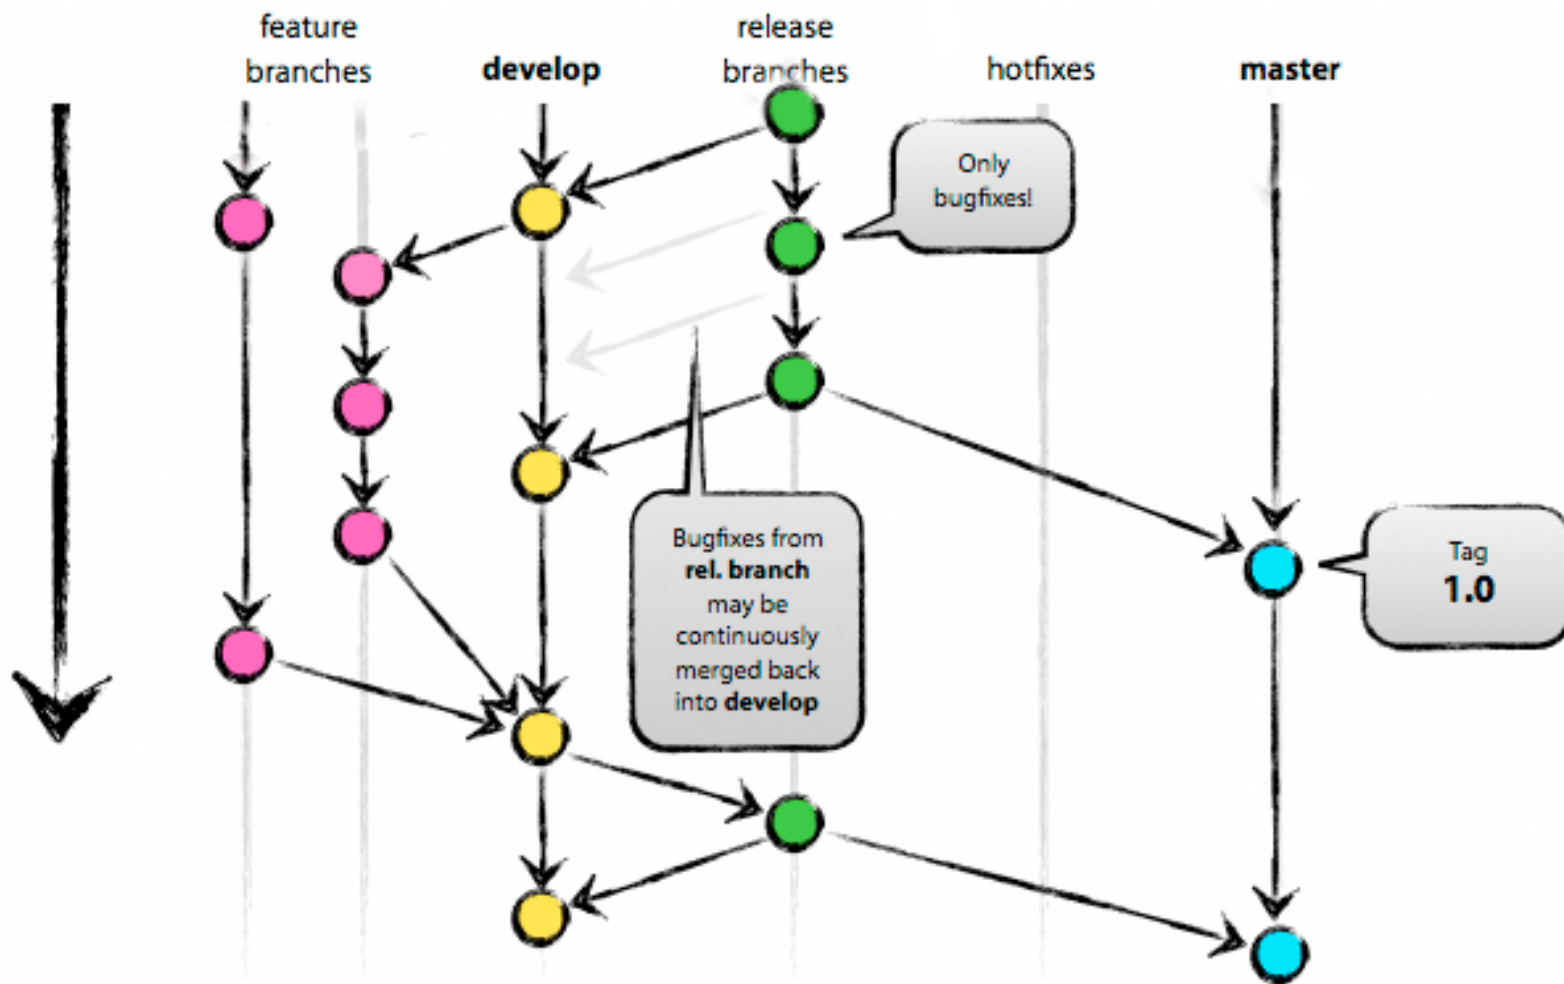 feature
branches
develop
release
branches
hotfixes
master
Only
bugfixes!
Bugfixes from
rel. branch
may be
continuously
merged back
into develop
Tag
1.0